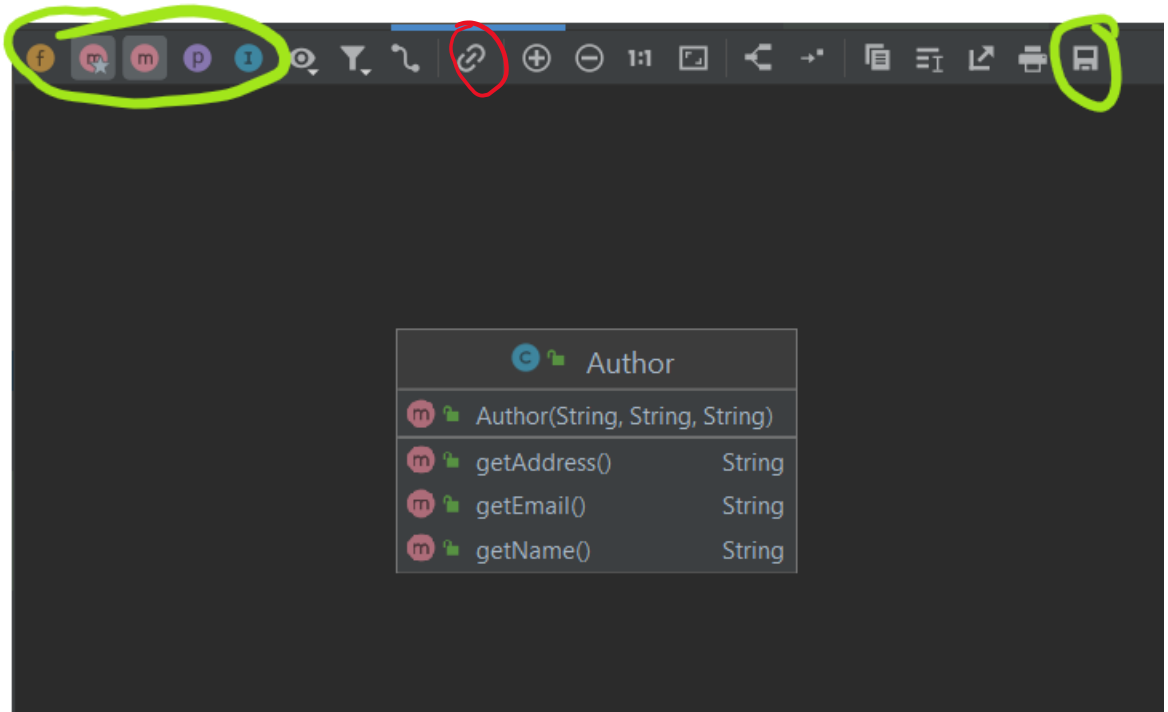 f m m p I 1:1
C Author
m Author(String, String, String)
m getAddress() String
m getEmail() String
m getName() String